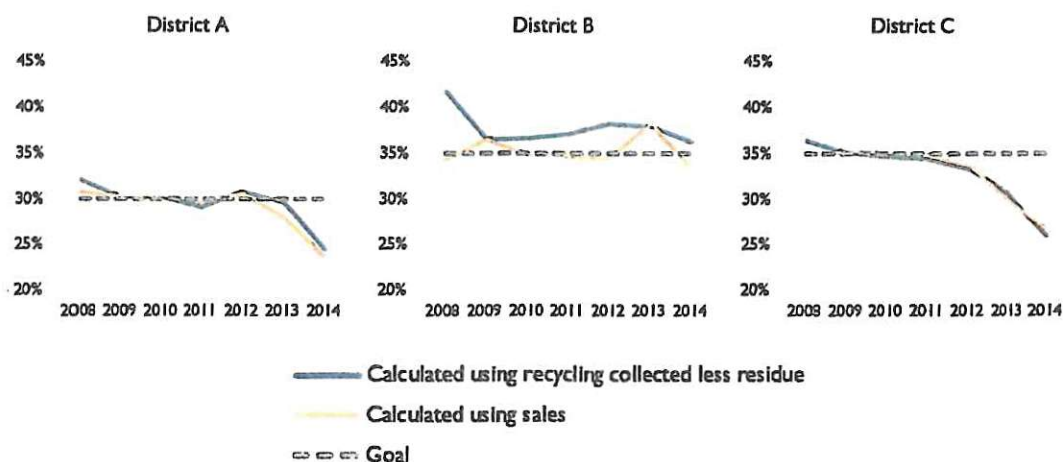 District A District B District C
45% 45% 45%
40% 40% 40%
35% 35% 35%
30% 30% 30%
25% 25% 25%
20% 20% 20%
2008 2009 2010 2011 2012 2013 2014 2008 2009 2010 2011 2012 2013 2014 2008 2009 2010 2011 2012 2013 2014
Calculated using recycling collected less residue
Calculated using sales
Goal